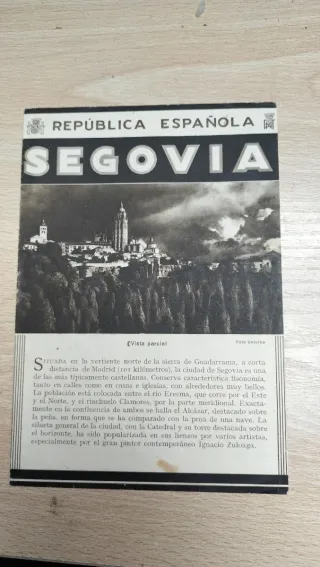 REPÚBLICA ESPAÑOLA
SEGOVIA
(Vista parcial)
SITUADA en la vertiente norte de la sierra de Guadarrama, a corta
distancia de Madrid (101 kilómetros), la ciudad de Segovia es una
de las más típicamente castellanas. Conserva característica fisonomía,
tanto en calles como en casas e iglesias, con alrededores muy bellos.
La población está colocada entre el río Eresma, que corre por el Este
y el Norte, y el riachuelo Clamores, por la parte meridional. Exacta-
mente en la confluencia de ambos se halla el Alcázar, destacado sobre
la peña, en forma que se ha comparado con la proa de una nave. La
silueta general de la ciudad, con la Catedral y su torre destacada sobre
el horizonte, ha sido popularizada en sus lienzos por varios artistas,
especialmente por el gran pintor contemporáneo Ignacio Zuloaga.